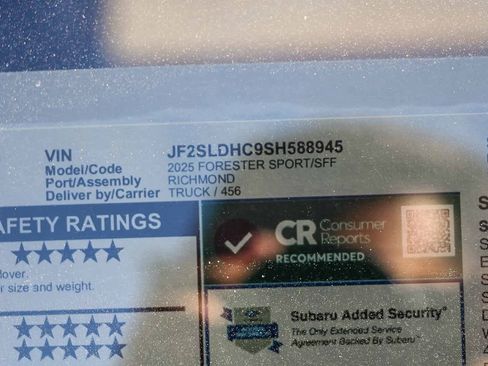 VIN JF2SLDHC9SH588945
Model/Code 2025 FORESTER SPORT/SFF
Port/Assembly RICHMOND
Deliver by/Carrier TRUCK / 456
AFETY RATINGS
over.
r size and weight.
CR Consumer Reports
RECOMMENDED
Subaru Added Security®
The Only Extended Service
Agreement Backed By Subaru